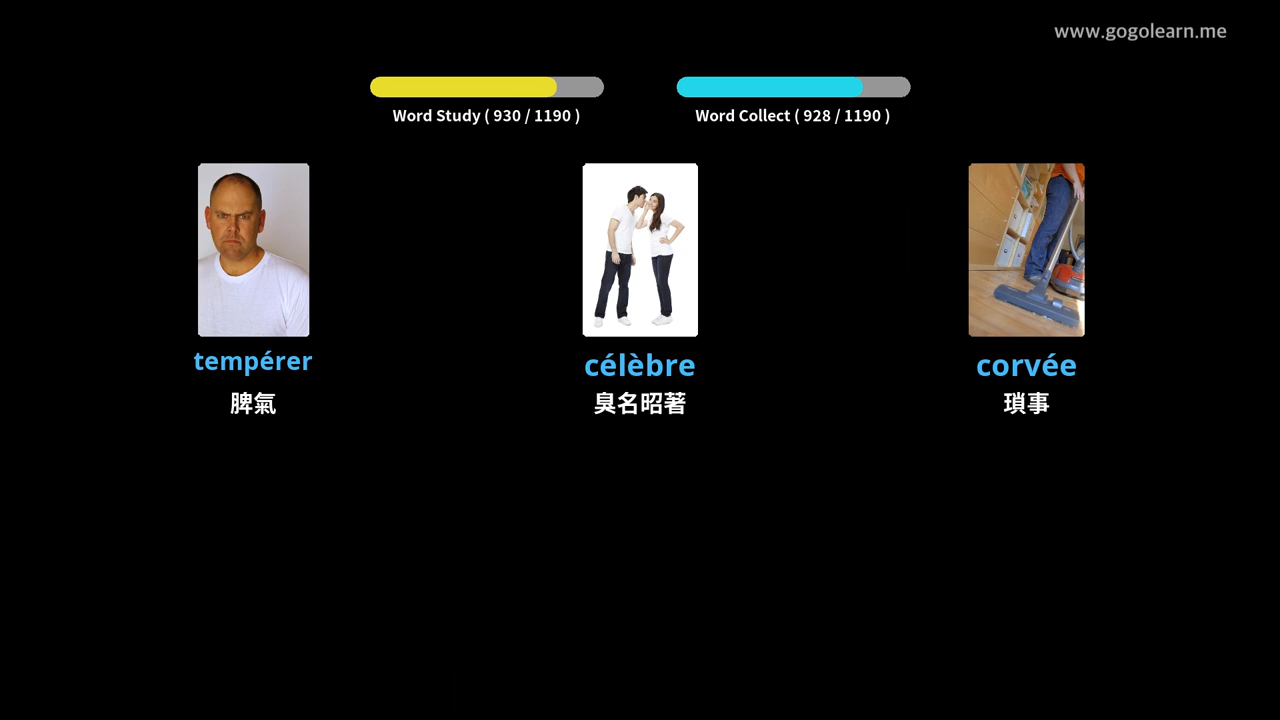 www.gogolearn.me
Word Study ( 930 / 1190 )
Word Collect ( 928 / 1190 )
tempérer
célèbre
corvée
脾氣
臭名昭著
瑣事